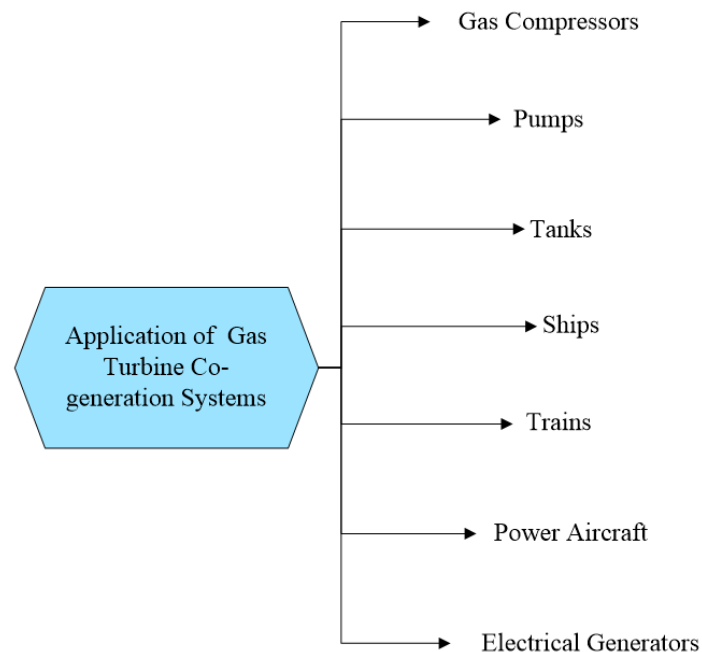 Gas Compressors
Pumps
Tanks
Ships
Application of Gas
Turbine Co-
generation Systems
Trains
Power Aircraft
Electrical Generators